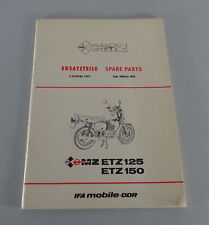 ERSATZTEILE SPARE PARTS
MZ ETZ 125
ETZ 150
IFA mobile-DDR